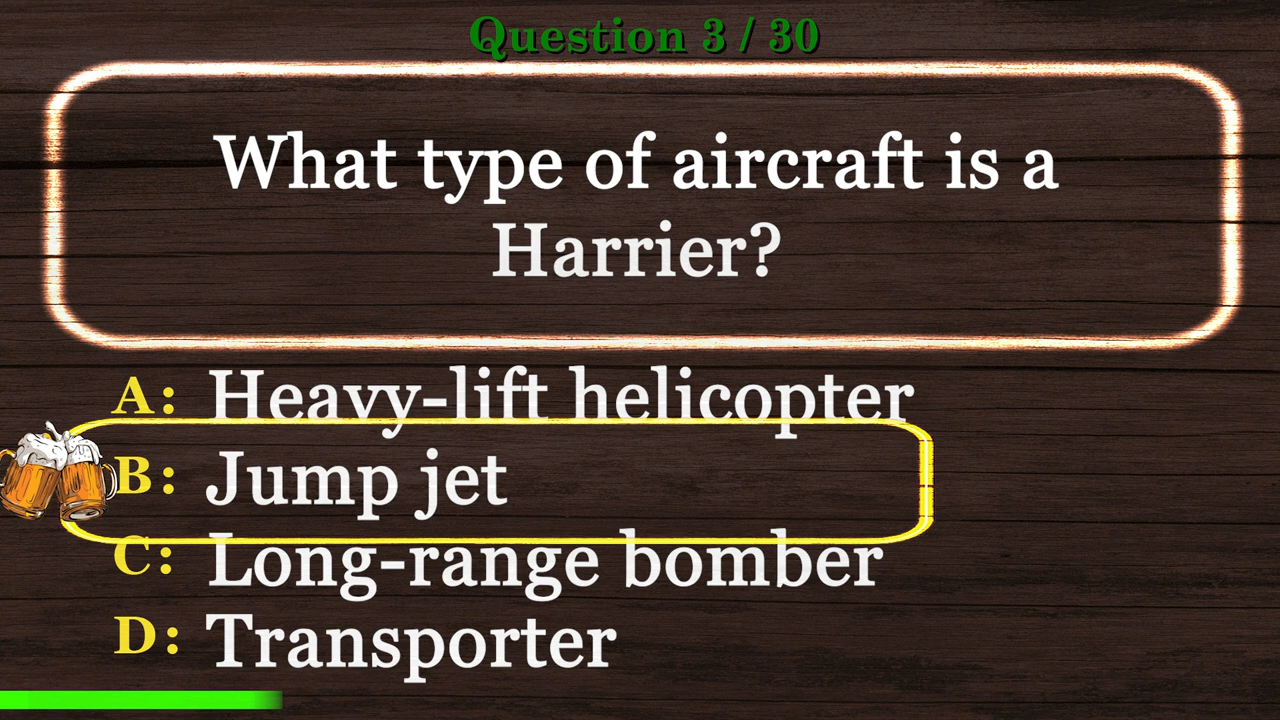 Question 3 / 30
What type of aircraft is a
Harrier?
A: Heavy-lift helicopter
B: Jump jet
C: Long-range bomber
D: Transporter